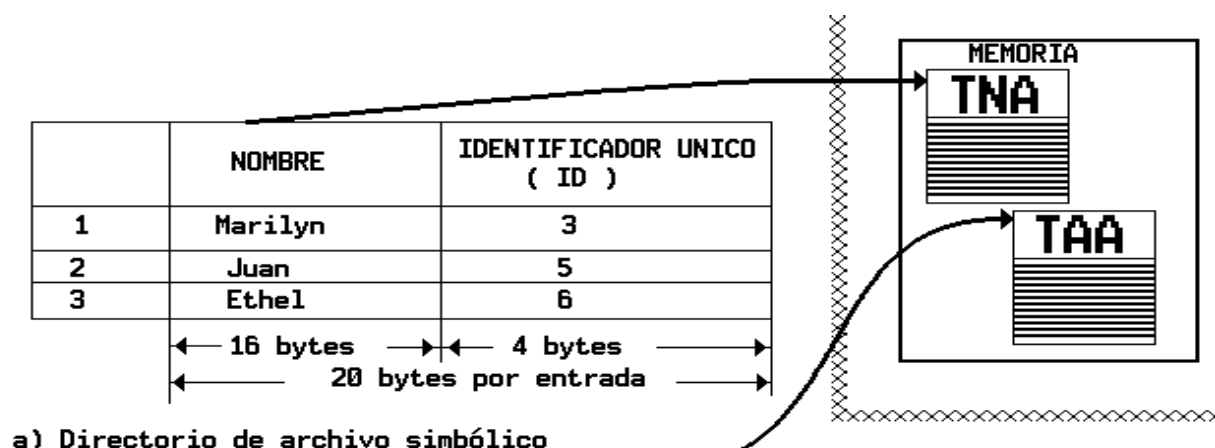 MEMORIA
TNA
NOMBRE IDENTIFICADOR UNICO
( ID )
1 Marilyn 3
TAA
2 Juan 5
3 Ethel 6
16 bytes 4 bytes
20 bytes por entrada
a) Directorio de archivo simbólico